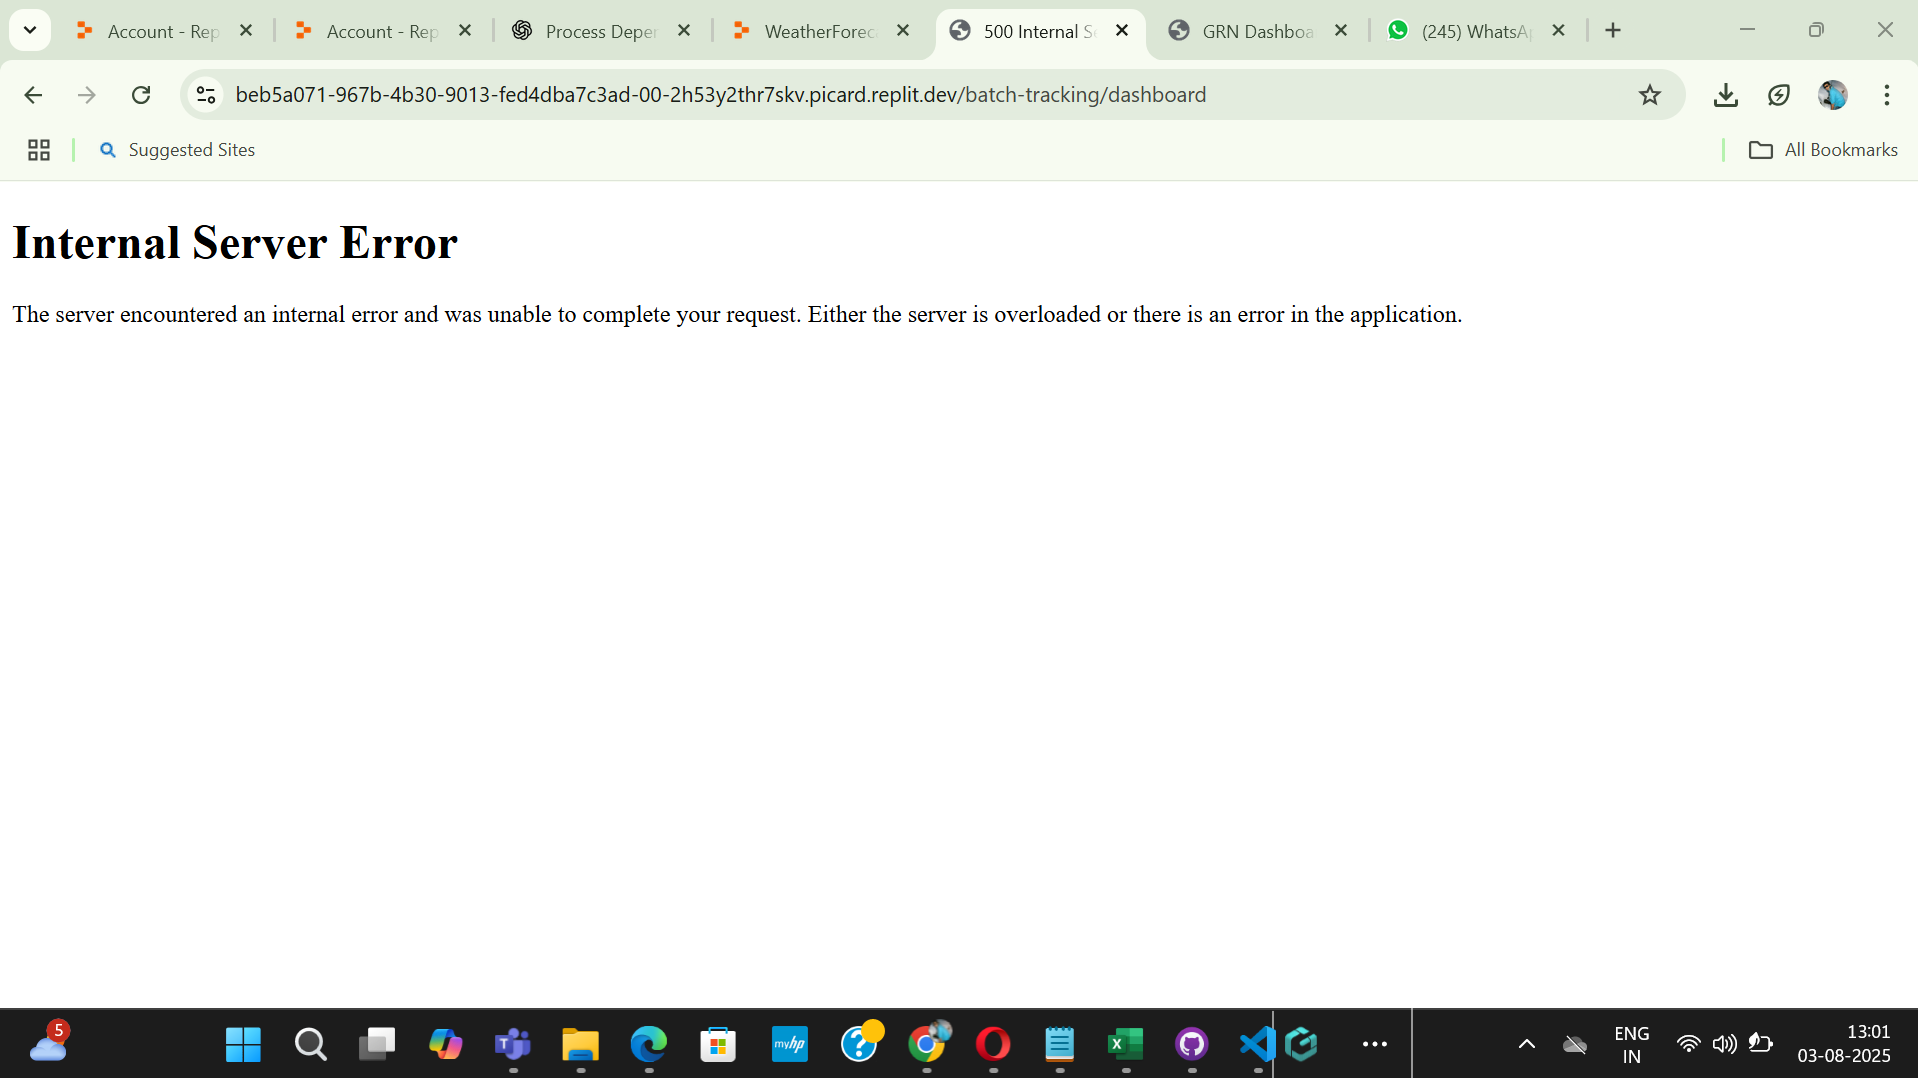 Account - Rep
Account - Rep
Process Deper
WeatherForec
500 Internal S
GRN Dashboa
(245) WhatsA
beb5a071-967b-4b30-9013-fed4dba7c3ad-00-2h53y2thr7skv.picard.replit.dev/batch-tracking/dashboard
Suggested Sites
All Bookmarks
Internal Server Error
The server encountered an internal error and was unable to complete your request. Either the server is overloaded or there is an error in the application.
5
myhp
ENG
IN
13:01
03-08-2025